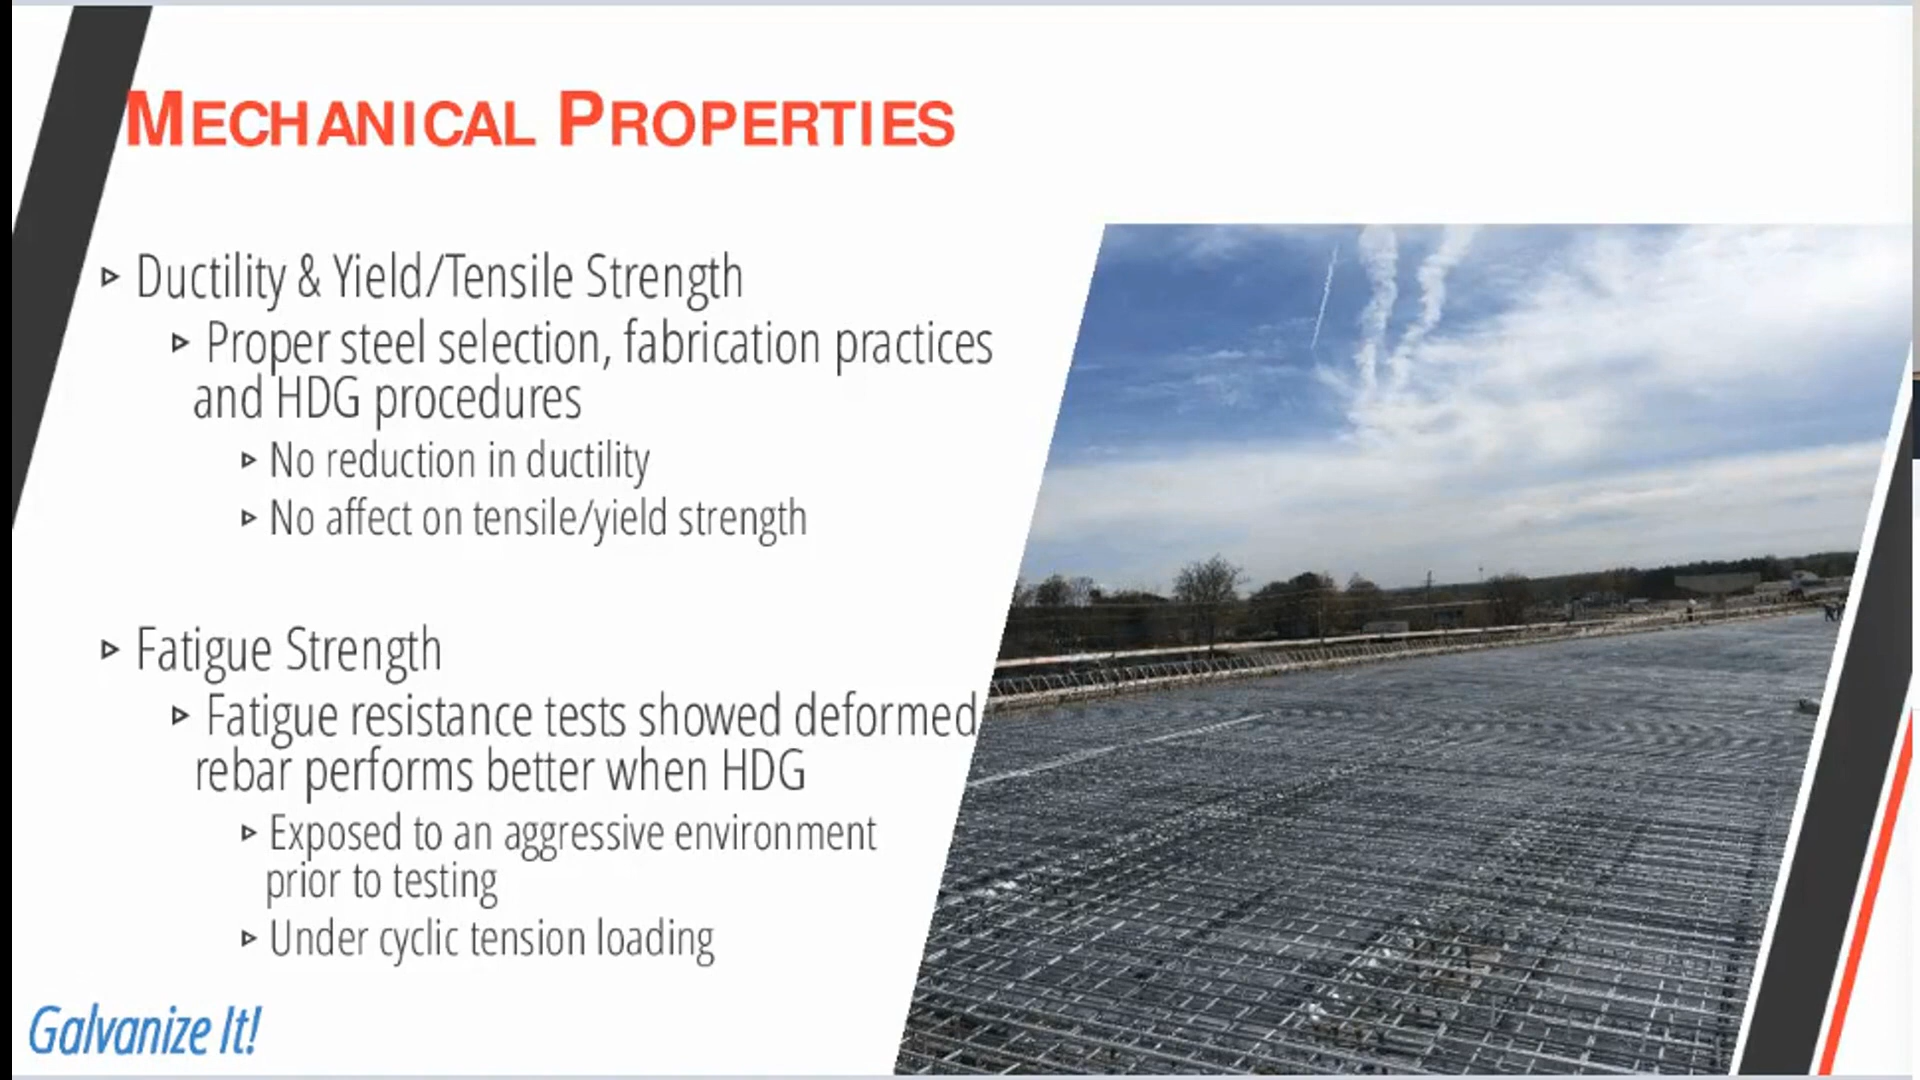 MECHANICAL PROPERTIES
Ductility & Yield/Tensile Strength
Proper steel selection, fabrication practices
and HDG procedures
No reduction in ductility
No affect on tensile/yield strength
Fatigue Strength
Fatigue resistance tests showed deformed
rebar performs better when HDG
Exposed to an aggressive environment
prior to testing
Under cyclic tension loading
Galvanize It!